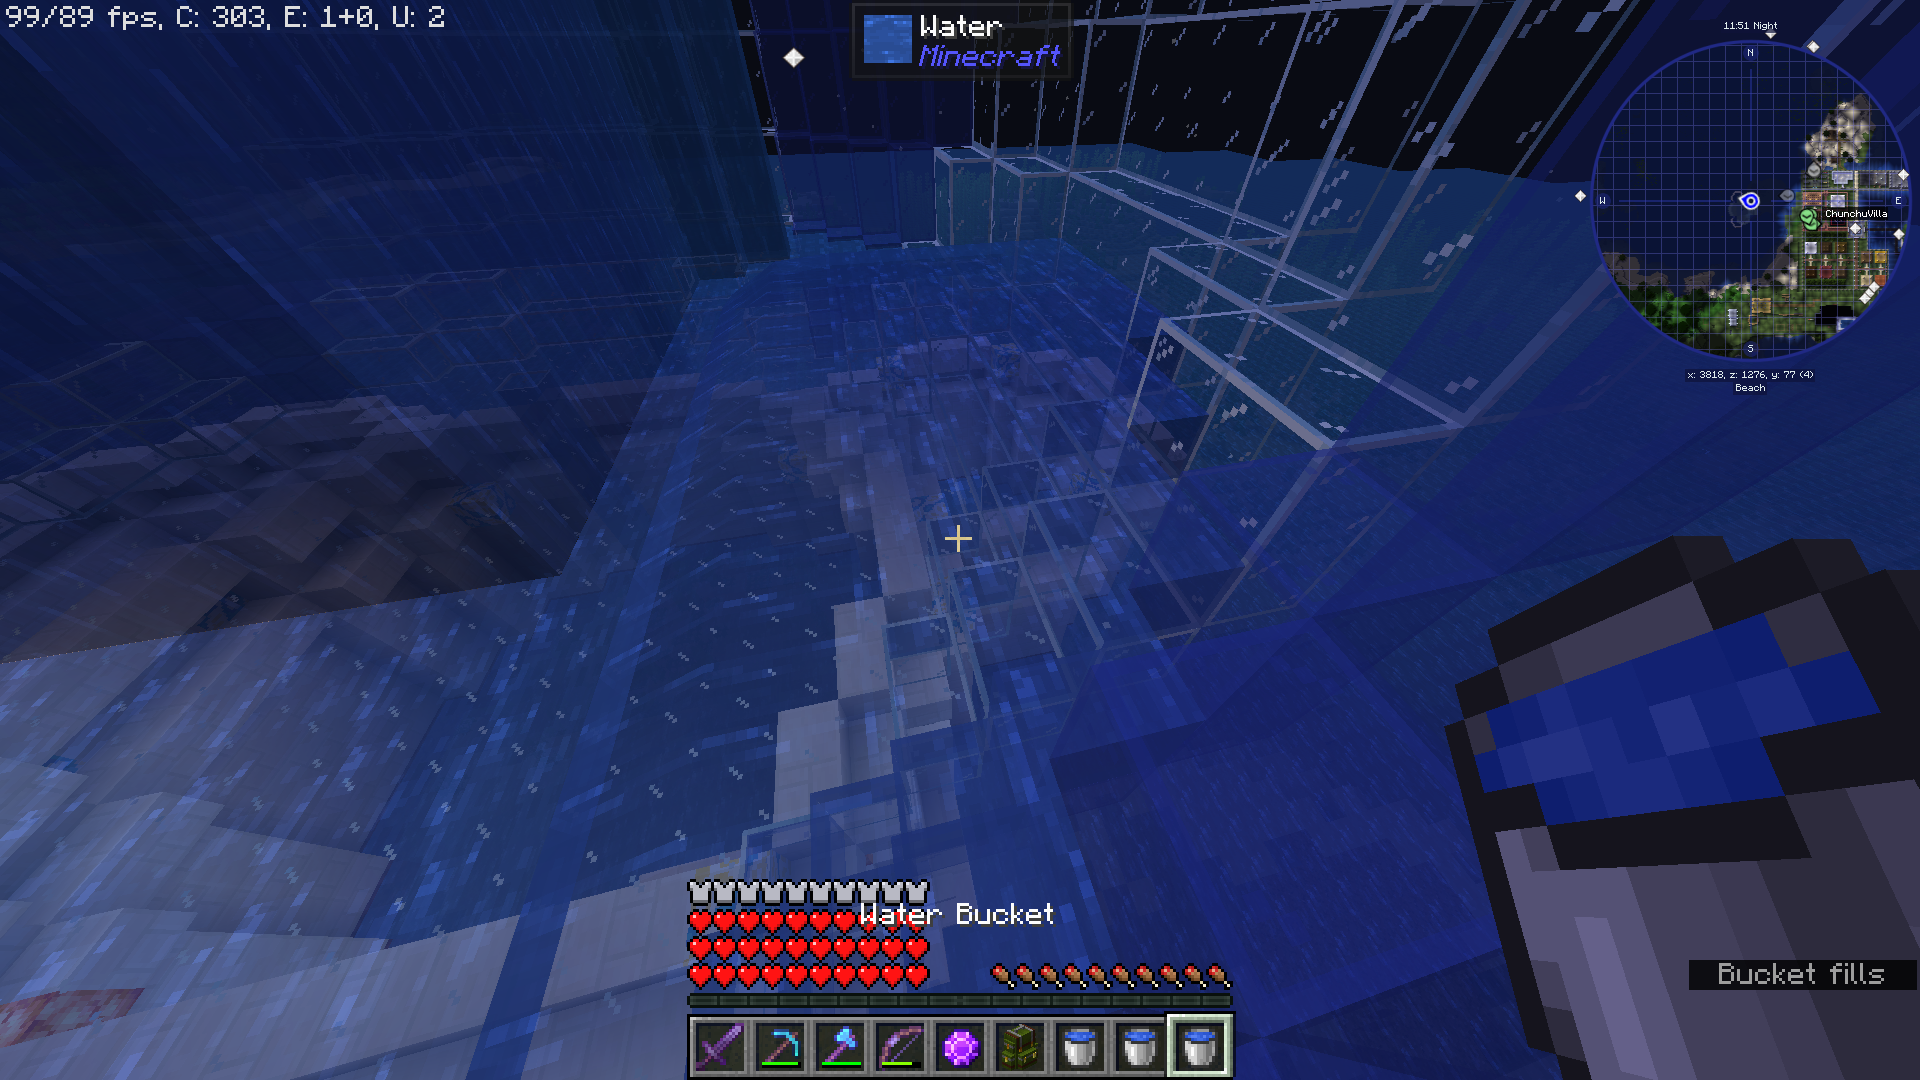 99/89 fps, C: 303, E: 1+0, U: 2
Water
Minecraft
11:51 Night
N
W
E
ChunchuVilla
S
x: 3818, z: 1276, y: 77 (4)
Beach
Water Bucket
Bucket fills